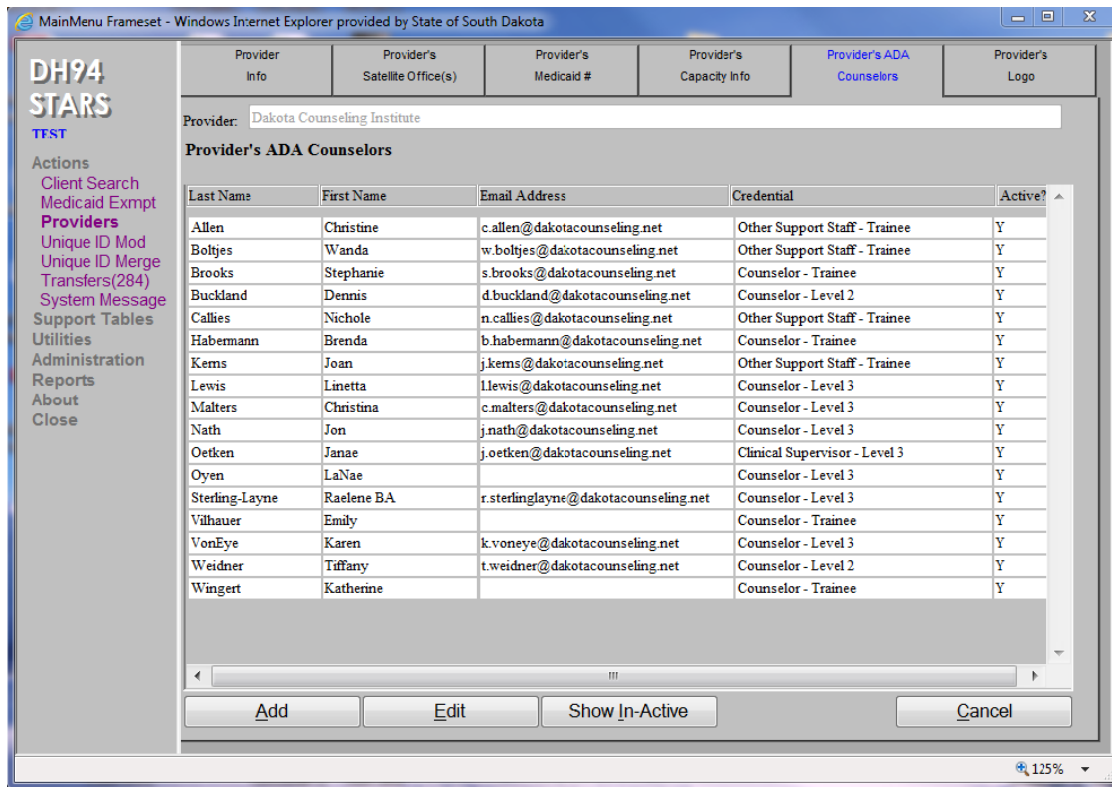 MainMenu Frameset - Windows Internet Explorer provided by State of South Dakota
DH94
STARS
TEST
Actions
Client Search
Medicaid Exmpt
Providers
Unique ID Mod
Unique ID Merge
Transfers(284)
System Message
Support Tables
Utilities
Administration
Reports
About
Close
Provider Info
Provider's Satellite Office(s)
Provider's Medicaid #
Provider's Capacity Info
Provider's ADA Counselors
Provider's Logo
Provider: Dakota Counseling Institute
Provider's ADA Counselors
Last Name First Name Email Address Credential Active?
Allen Christine c.allen@dakotacounseling.net Other Support Staff - Trainee Y
Boltjes Wanda w.boltjes@dakotacounseling.net Other Support Staff - Trainee Y
Brooks Stephanie s.brooks@dakotacounseling.net Counselor - Trainee Y
Buckland Dennis d.buckland@dakotacounseling.net Counselor - Level 2 Y
Callies Nichole n.callies@dakotacounseling.net Other Support Staff - Trainee Y
Habermann Brenda b.habermann@dakotacounseling.net Counselor - Trainee Y
Kerns Joan j.kerns@dakotacounseling.net Other Support Staff - Trainee Y
Lewis Linetta l.lewis@dakotacounseling.net Counselor - Level 3 Y
Malters Christina c.malters@dakotacounseling.net Counselor - Level 3 Y
Nath Jon j.nath@dakotacounseling.net Counselor - Level 3 Y
Oetken Janae j.oetken@dakotacounseling.net Clinical Supervisor - Level 3 Y
Oyen LaNae Counselor - Level 3 Y
Sterling-Layne Raelene BA r.sterlinglayne@dakotacounseling.net Counselor - Level 3 Y
Vilhauer Emily Counselor - Trainee Y
VonEye Karen k.voneye@dakotacounseling.net Counselor - Level 3 Y
Weidner Tiffany t.weidner@dakotacounseling.net Counselor - Level 2 Y
Wingert Katherine Counselor - Trainee Y
Add Edit Show In-Active Cancel
125%